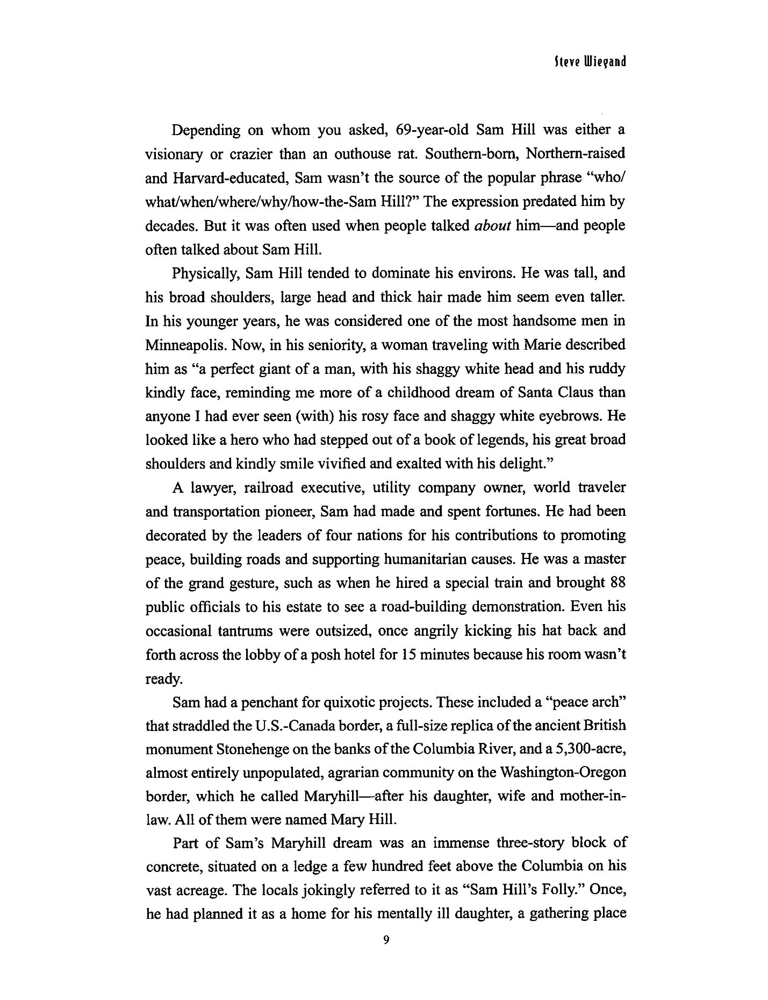 Steve Wiegand
Depending on whom you asked, 69-year-old Sam Hill was either a
visionary or crazier than an outhouse rat. Southern-born, Northern-raised
and Harvard-educated, Sam wasn't the source of the popular phrase “who/
what/when/where/why/how-the-Sam Hill?” The expression predated him by
decades. But it was often used when people talked about him—and people
often talked about Sam Hill.
Physically, Sam Hill tended to dominate his environs. He was tall, and
his broad shoulders, large head and thick hair made him seem even taller.
In his younger years, he was considered one of the most handsome men in
Minneapolis. Now, in his seniority, a woman traveling with Marie described
him as “a perfect giant of a man, with his shaggy white head and his ruddy
kindly face, reminding me more of a childhood dream of Santa Claus than
anyone I had ever seen (with) his rosy face and shaggy white eyebrows. He
looked like a hero who had stepped out of a book of legends, his great broad
shoulders and kindly smile vivified and exalted with his delight.”
A lawyer, railroad executive, utility company owner, world traveler
and transportation pioneer, Sam had made and spent fortunes. He had been
decorated by the leaders of four nations for his contributions to promoting
peace, building roads and supporting humanitarian causes. He was a master
of the grand gesture, such as when he hired a special train and brought 88
public officials to his estate to see a road-building demonstration. Even his
occasional tantrums were outsized, once angrily kicking his hat back and
forth across the lobby of a posh hotel for 15 minutes because his room wasn't
ready.
Sam had a penchant for quixotic projects. These included a “peace arch”
that straddled the U.S.-Canada border, a full-size replica of the ancient British
monument Stonehenge on the banks of the Columbia River, and a 5,300-acre,
almost entirely unpopulated, agrarian community on the Washington-Oregon
border, which he called Maryhill—after his daughter, wife and mother-in-
law. All of them were named Mary Hill.
Part of Sam's Maryhill dream was an immense three-story block of
concrete, situated on a ledge a few hundred feet above the Columbia on his
vast acreage. The locals jokingly referred to it as “Sam Hill's Folly.” Once,
he had planned it as a home for his mentally ill daughter, a gathering place
9